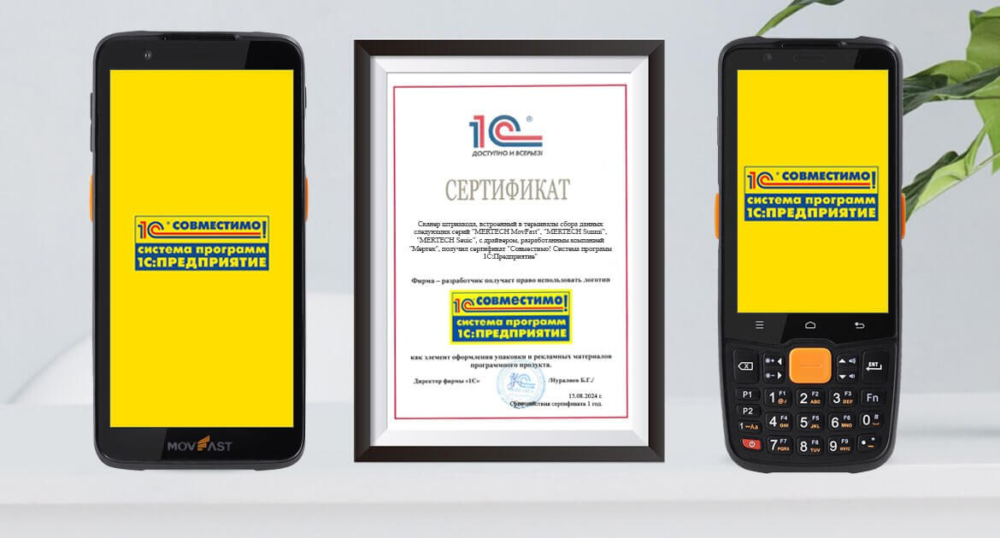 1С® СОВМЕСТИМО!
система программ
1С:ПРЕДПРИЯТИЕ
MOVFAST
1С®
ДОСТУПНО И ВСЕРЬЕЗ!
СЕРТИФИКАТ
Сканер штрихкода, встроенный в терминалы сбора данных
следующих серий "MERTECH MovFast", "MERTECH Sunmi",
"MERTECH Seuic", с драйвером, разработанным компанией
"Мертех", получил сертификат "Совместимо! Система программ
1С:Предприятие"
Фирма – разработчик получает право использовать логотип
1С СОВМЕСТИМО!
система программ
1С:ПРЕДПРИЯТИЕ
как элемент оформления упаковки и рекламных материалов
программного продукта.
Директор фирмы «1С» /Нуралиев Б.Г./
15.08.2024 г.
Срок действия сертификата 1 год.
1С® СОВМЕСТИМО!
система программ
1С:ПРЕДПРИЯТИЕ
ENT
P1 1 F1 @./ 2 F2 ABC 3 F3 DEF Fn
P2
4 F4 GHI 5 F5 JKL 6 F6 MNO 0 #
1↔Aa
7 F7 PQRS 8 F8 TUV 9 F9 WXYZ